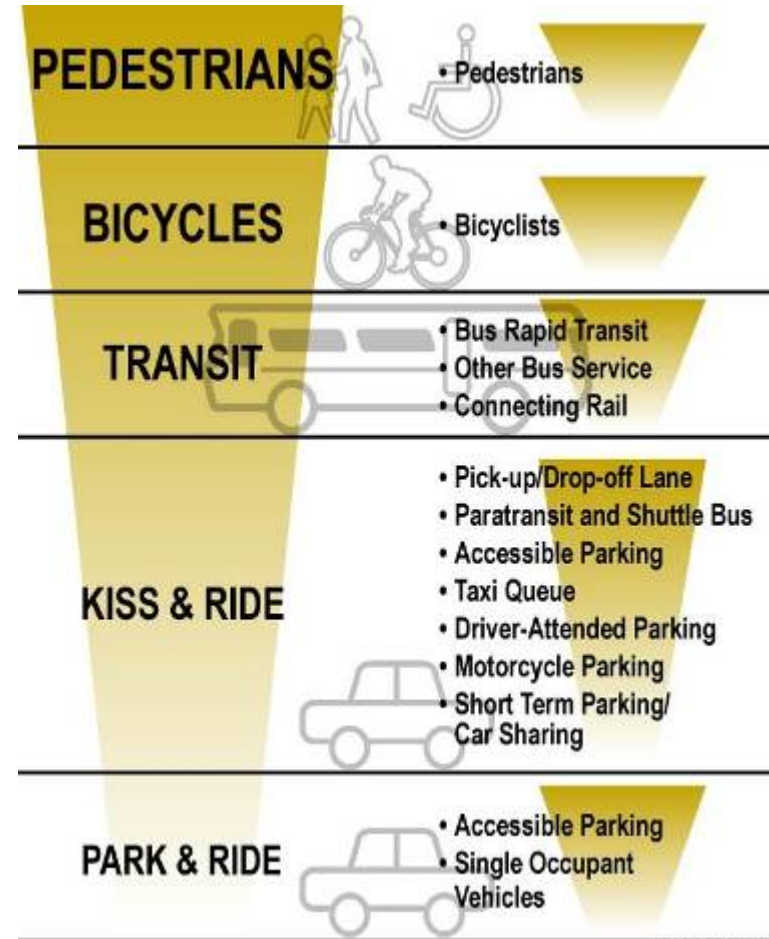 PEDESTRIANS
• Pedestrians
BICYCLES
• Bicyclists
TRANSIT
• Bus Rapid Transit
• Other Bus Service
• Connecting Rail
KISS & RIDE
• Pick-up/Drop-off Lane
• Paratransit and Shuttle Bus
• Accessible Parking
• Taxi Queue
• Driver-Attended Parking
• Motorcycle Parking
• Short Term Parking/
Car Sharing
PARK & RIDE
• Accessible Parking
• Single Occupant
Vehicles